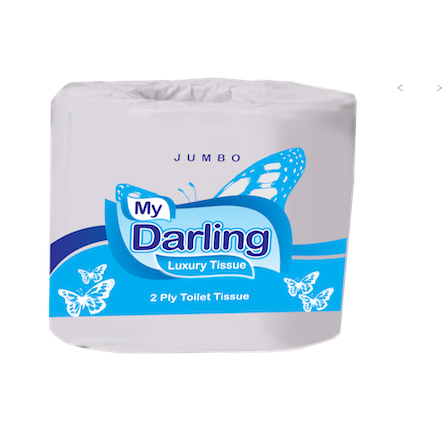 JUMBO
My
Darling
Luxury Tissue
2 Ply Toilet Tissue